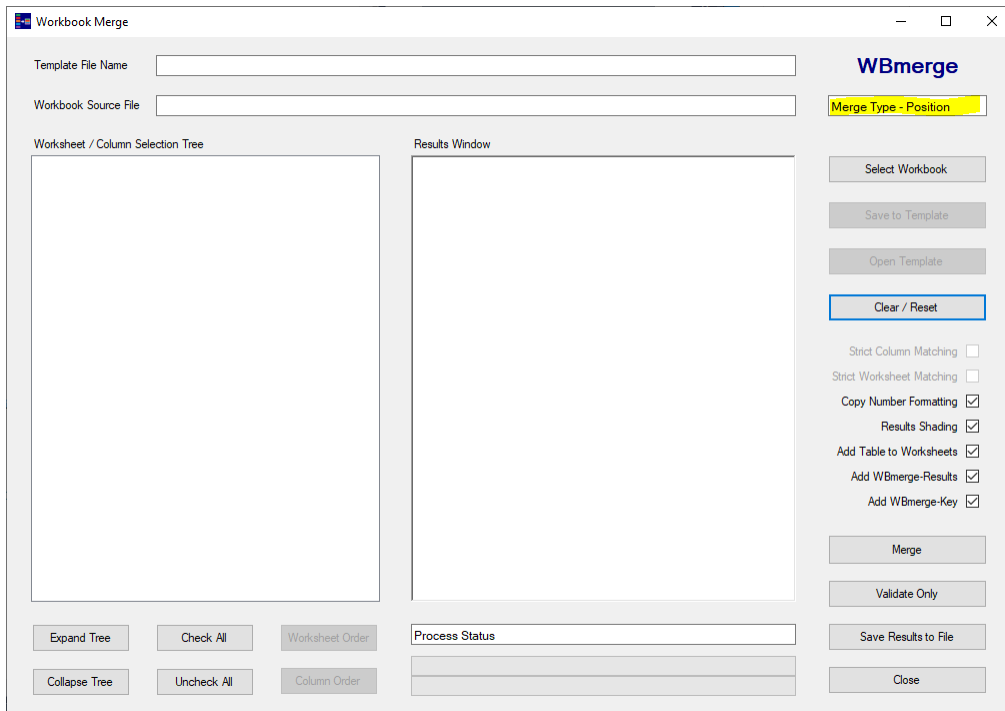 Workbook Merge
Template File Name
WBmerge
Workbook Source File
Merge Type - Position
Worksheet / Column Selection Tree
Results Window
Select Workbook
Save to Template
Open Template
Clear / Reset
Strict Column Matching
Strict Worksheet Matching
Copy Number Formatting
Results Shading
Add Table to Worksheets
Add WBmerge-Results
Add WBmerge-Key
Merge
Validate Only
Expand Tree
Check All
Worksheet Order
Process Status
Save Results to File
Collapse Tree
Uncheck All
Column Order
Close